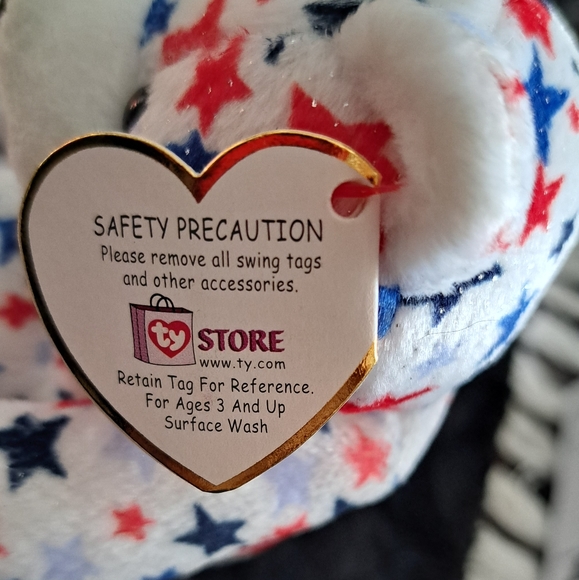 SAFETY PRECAUTION
Please remove all swing tags
and other accessories.
ty STORE
www.ty.com
Retain Tag For Reference.
For Ages 3 And Up
Surface Wash